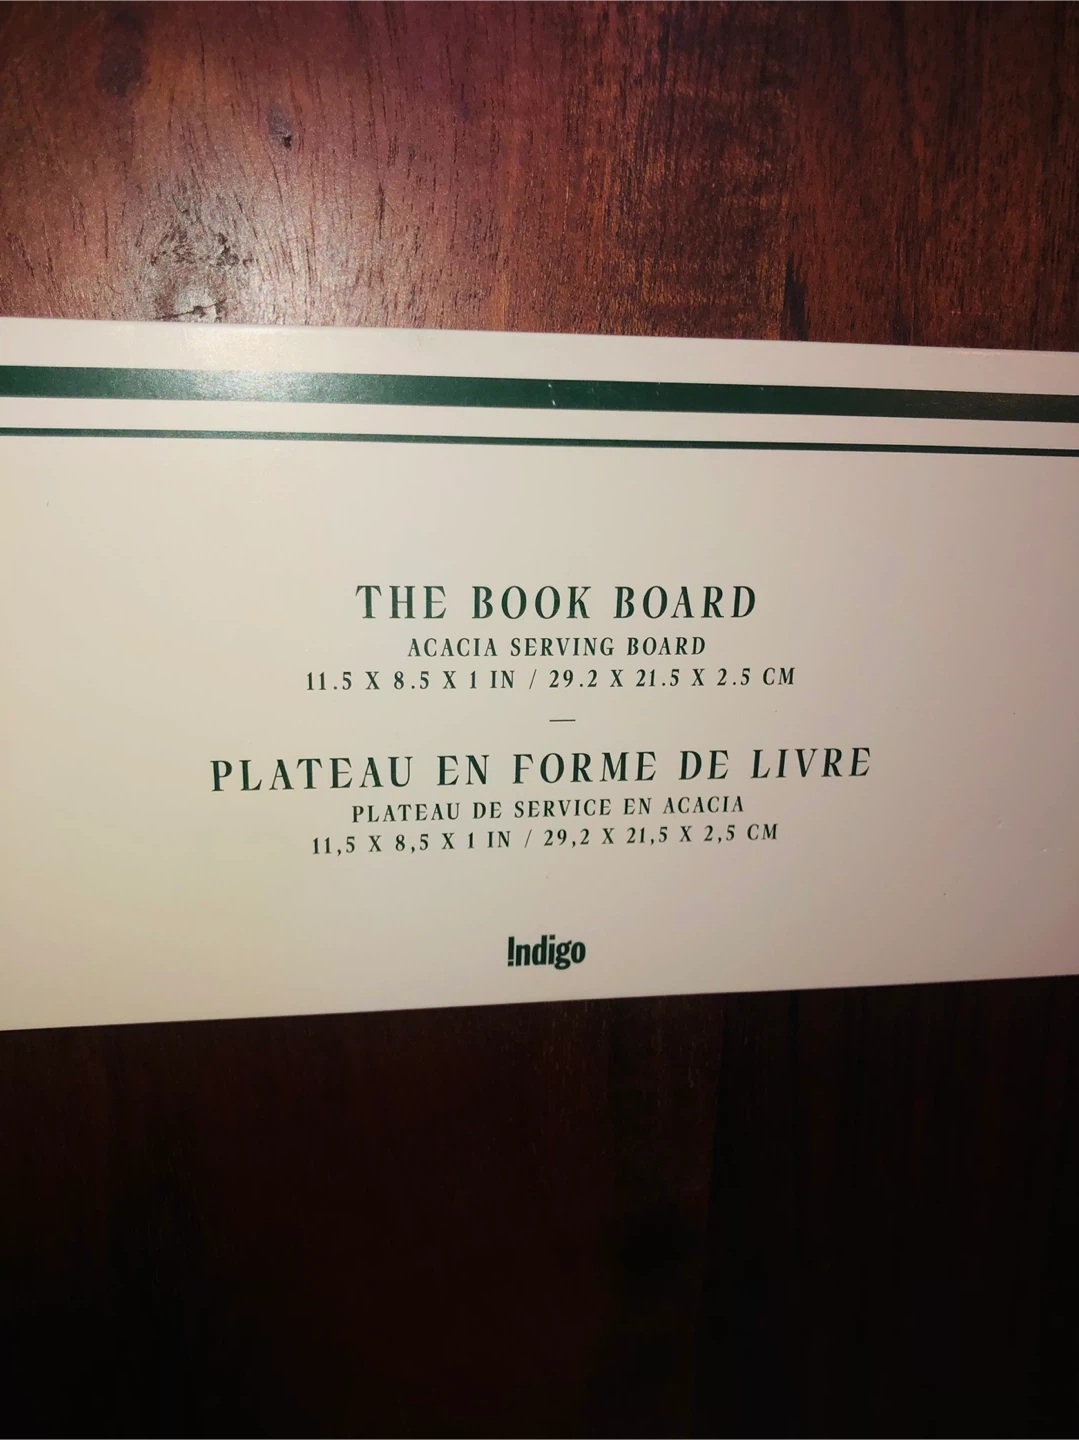 THE BOOK BOARD
ACACIA SERVING BOARD
11.5 X 8.5 X 1 IN / 29.2 X 21.5 X 2.5 CM
—
PLATEAU EN FORME DE LIVRE
PLATEAU DE SERVICE EN ACACIA
11,5 X 8,5 X 1 IN / 29,2 X 21,5 X 2,5 CM
!ndigo